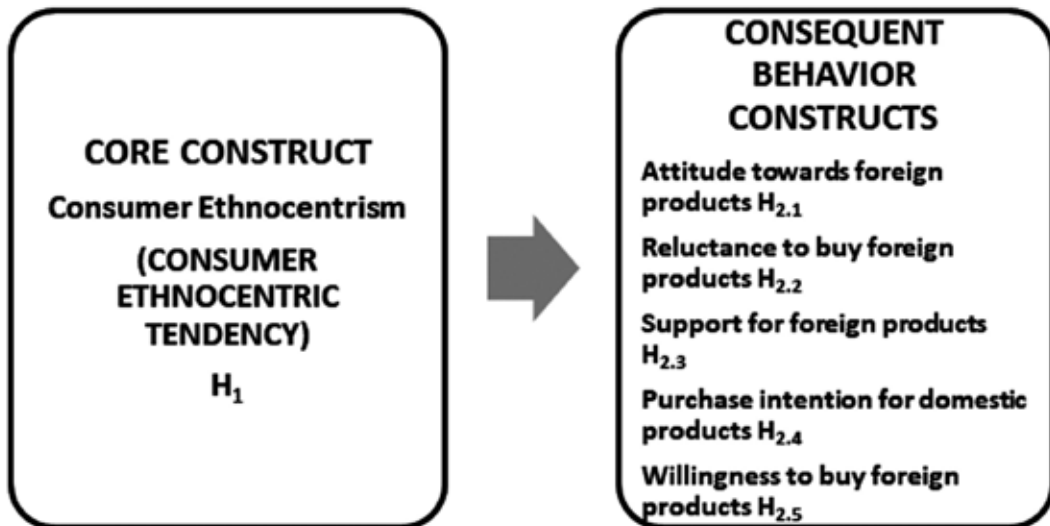 CORE CONSTRUCT
Consumer Ethnocentrism
(CONSUMER
ETHNOCENTRIC
TENDENCY)
H₁
CONSEQUENT
BEHAVIOR
CONSTRUCTS
Attitude towards foreign
products H₂.₁
Reluctance to buy foreign
products H₂.₂
Support for foreign products
H₂.₃
Purchase intention for domestic
products H₂.₄
Willingness to buy foreign
products H₂.₅